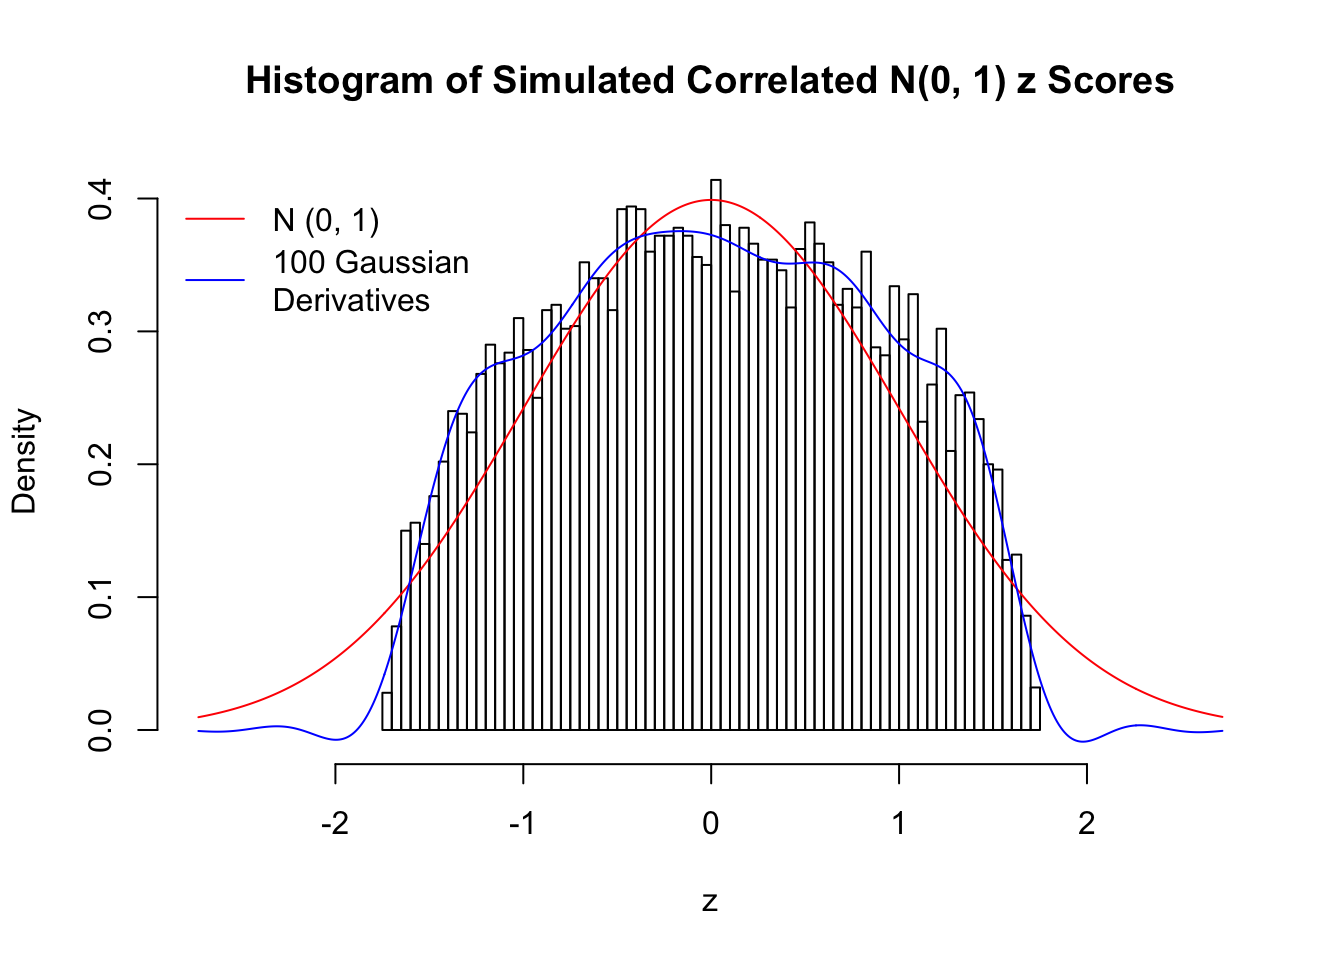 Histogram of Simulated Correlated N(0, 1) z Scores
N (0, 1)
100 Gaussian
Derivatives
Density
0.4
0.3
0.2
0.1
0.0
-2 -1 0 1 2
z